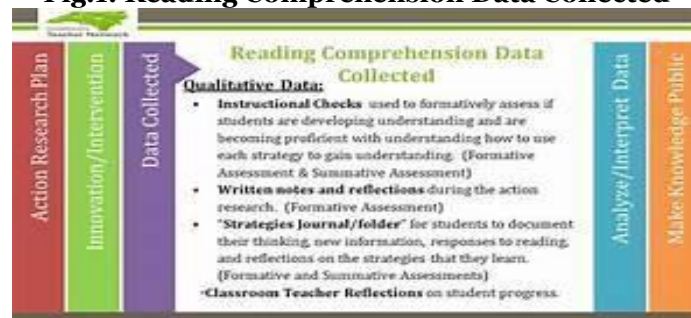 Fig.1. Reading Comprehension Data Collected
Teacher Network
Action Research Plan
Innovation/Intervention
Data Collected
Reading Comprehension Data
Collected
Qualitative Data:
• Instructional Checks used to formatively assess if
students are developing understanding and are
becoming proficient with understanding how to use
each strategy to gain understanding. (Formative
Assessment & Summative Assessment)
• Written notes and reflections during the action
research. (Formative Assessment)
• "Strategies Journal/folder" for students to document
their thinking, new information, responses to reading,
and reflections on the strategies that they learn.
(Formative and Summative Assessments)
•Classroom Teacher Reflections on student progress.
Analyze/Interpret Data
Make Knowledge Public